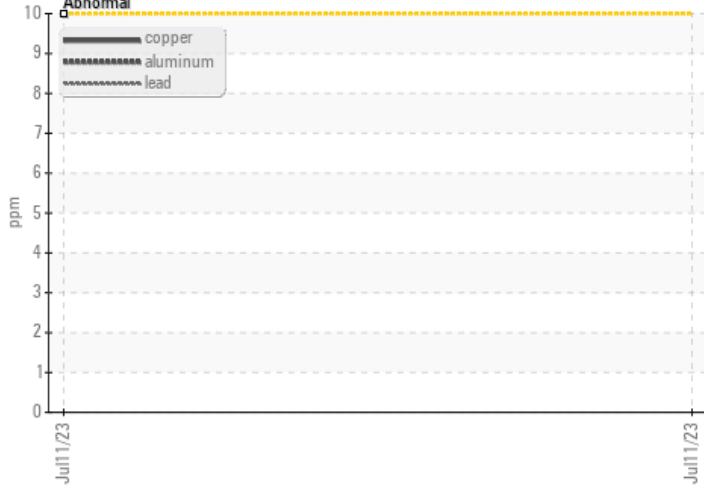 Abnormal
10
copper
9
aluminum
lead
8
7
6
ppm
5
4
3
2
1
0
Jul11/23
Jul11/23